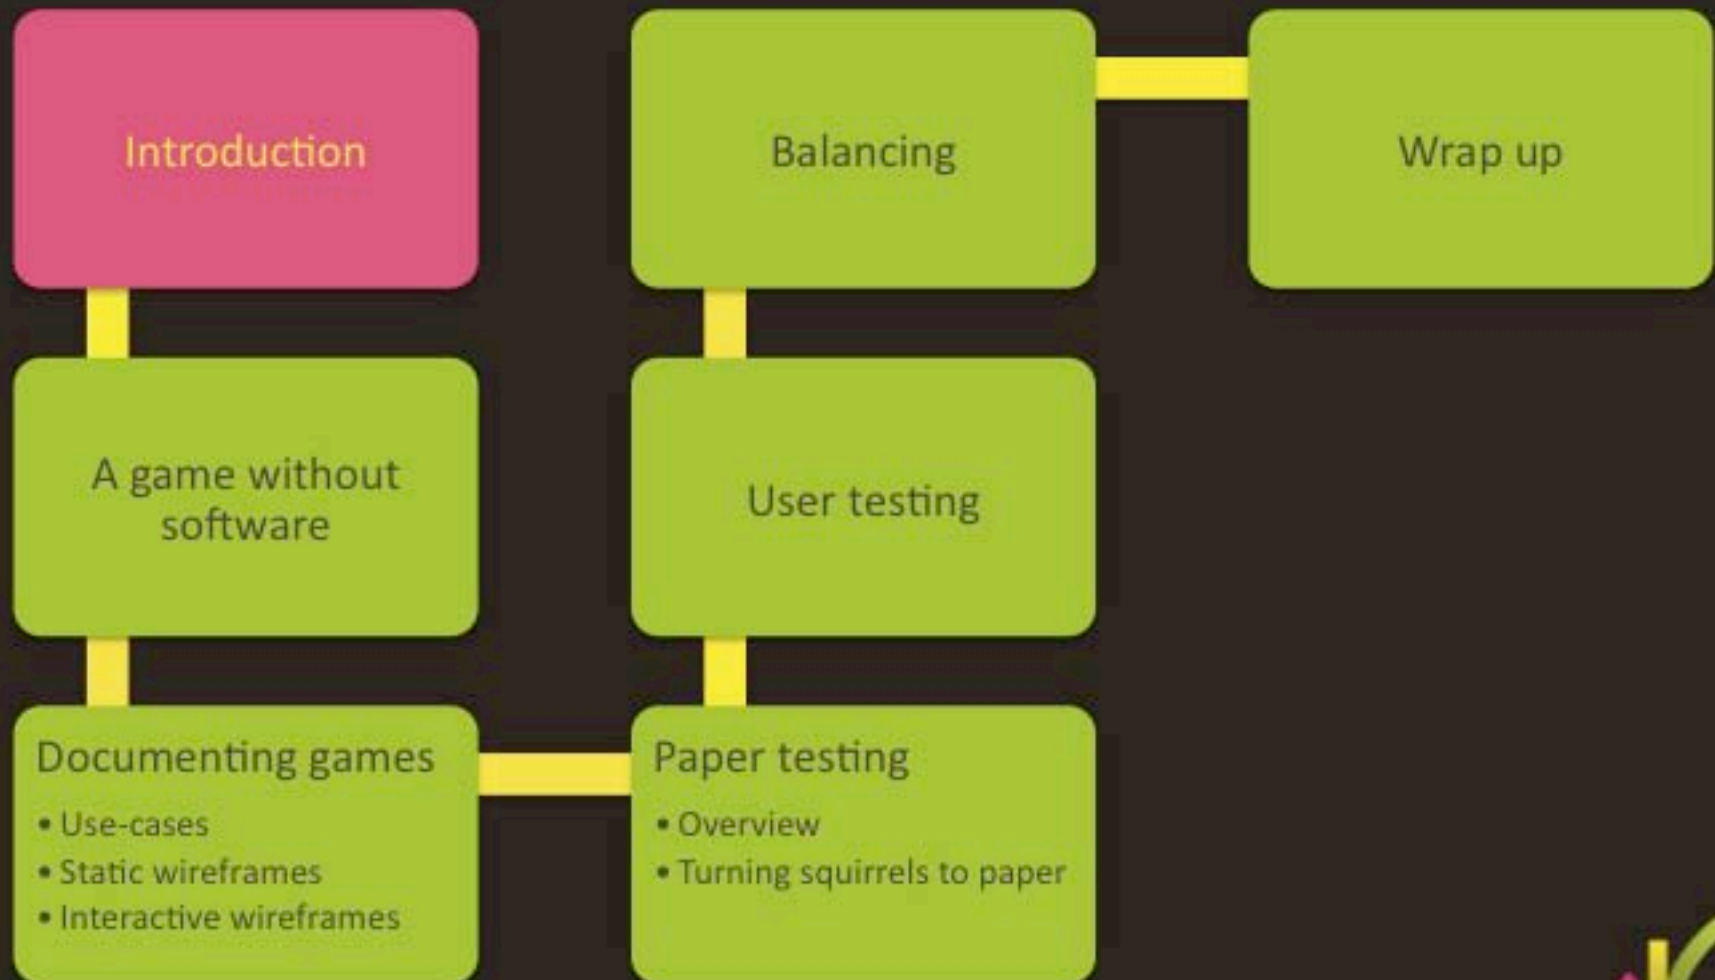 Introduction
A game without
software
Documenting games
• Use-cases
• Static wireframes
• Interactive wireframes
Paper testing
• Overview
• Turning squirrels to paper
User testing
Balancing
Wrap up